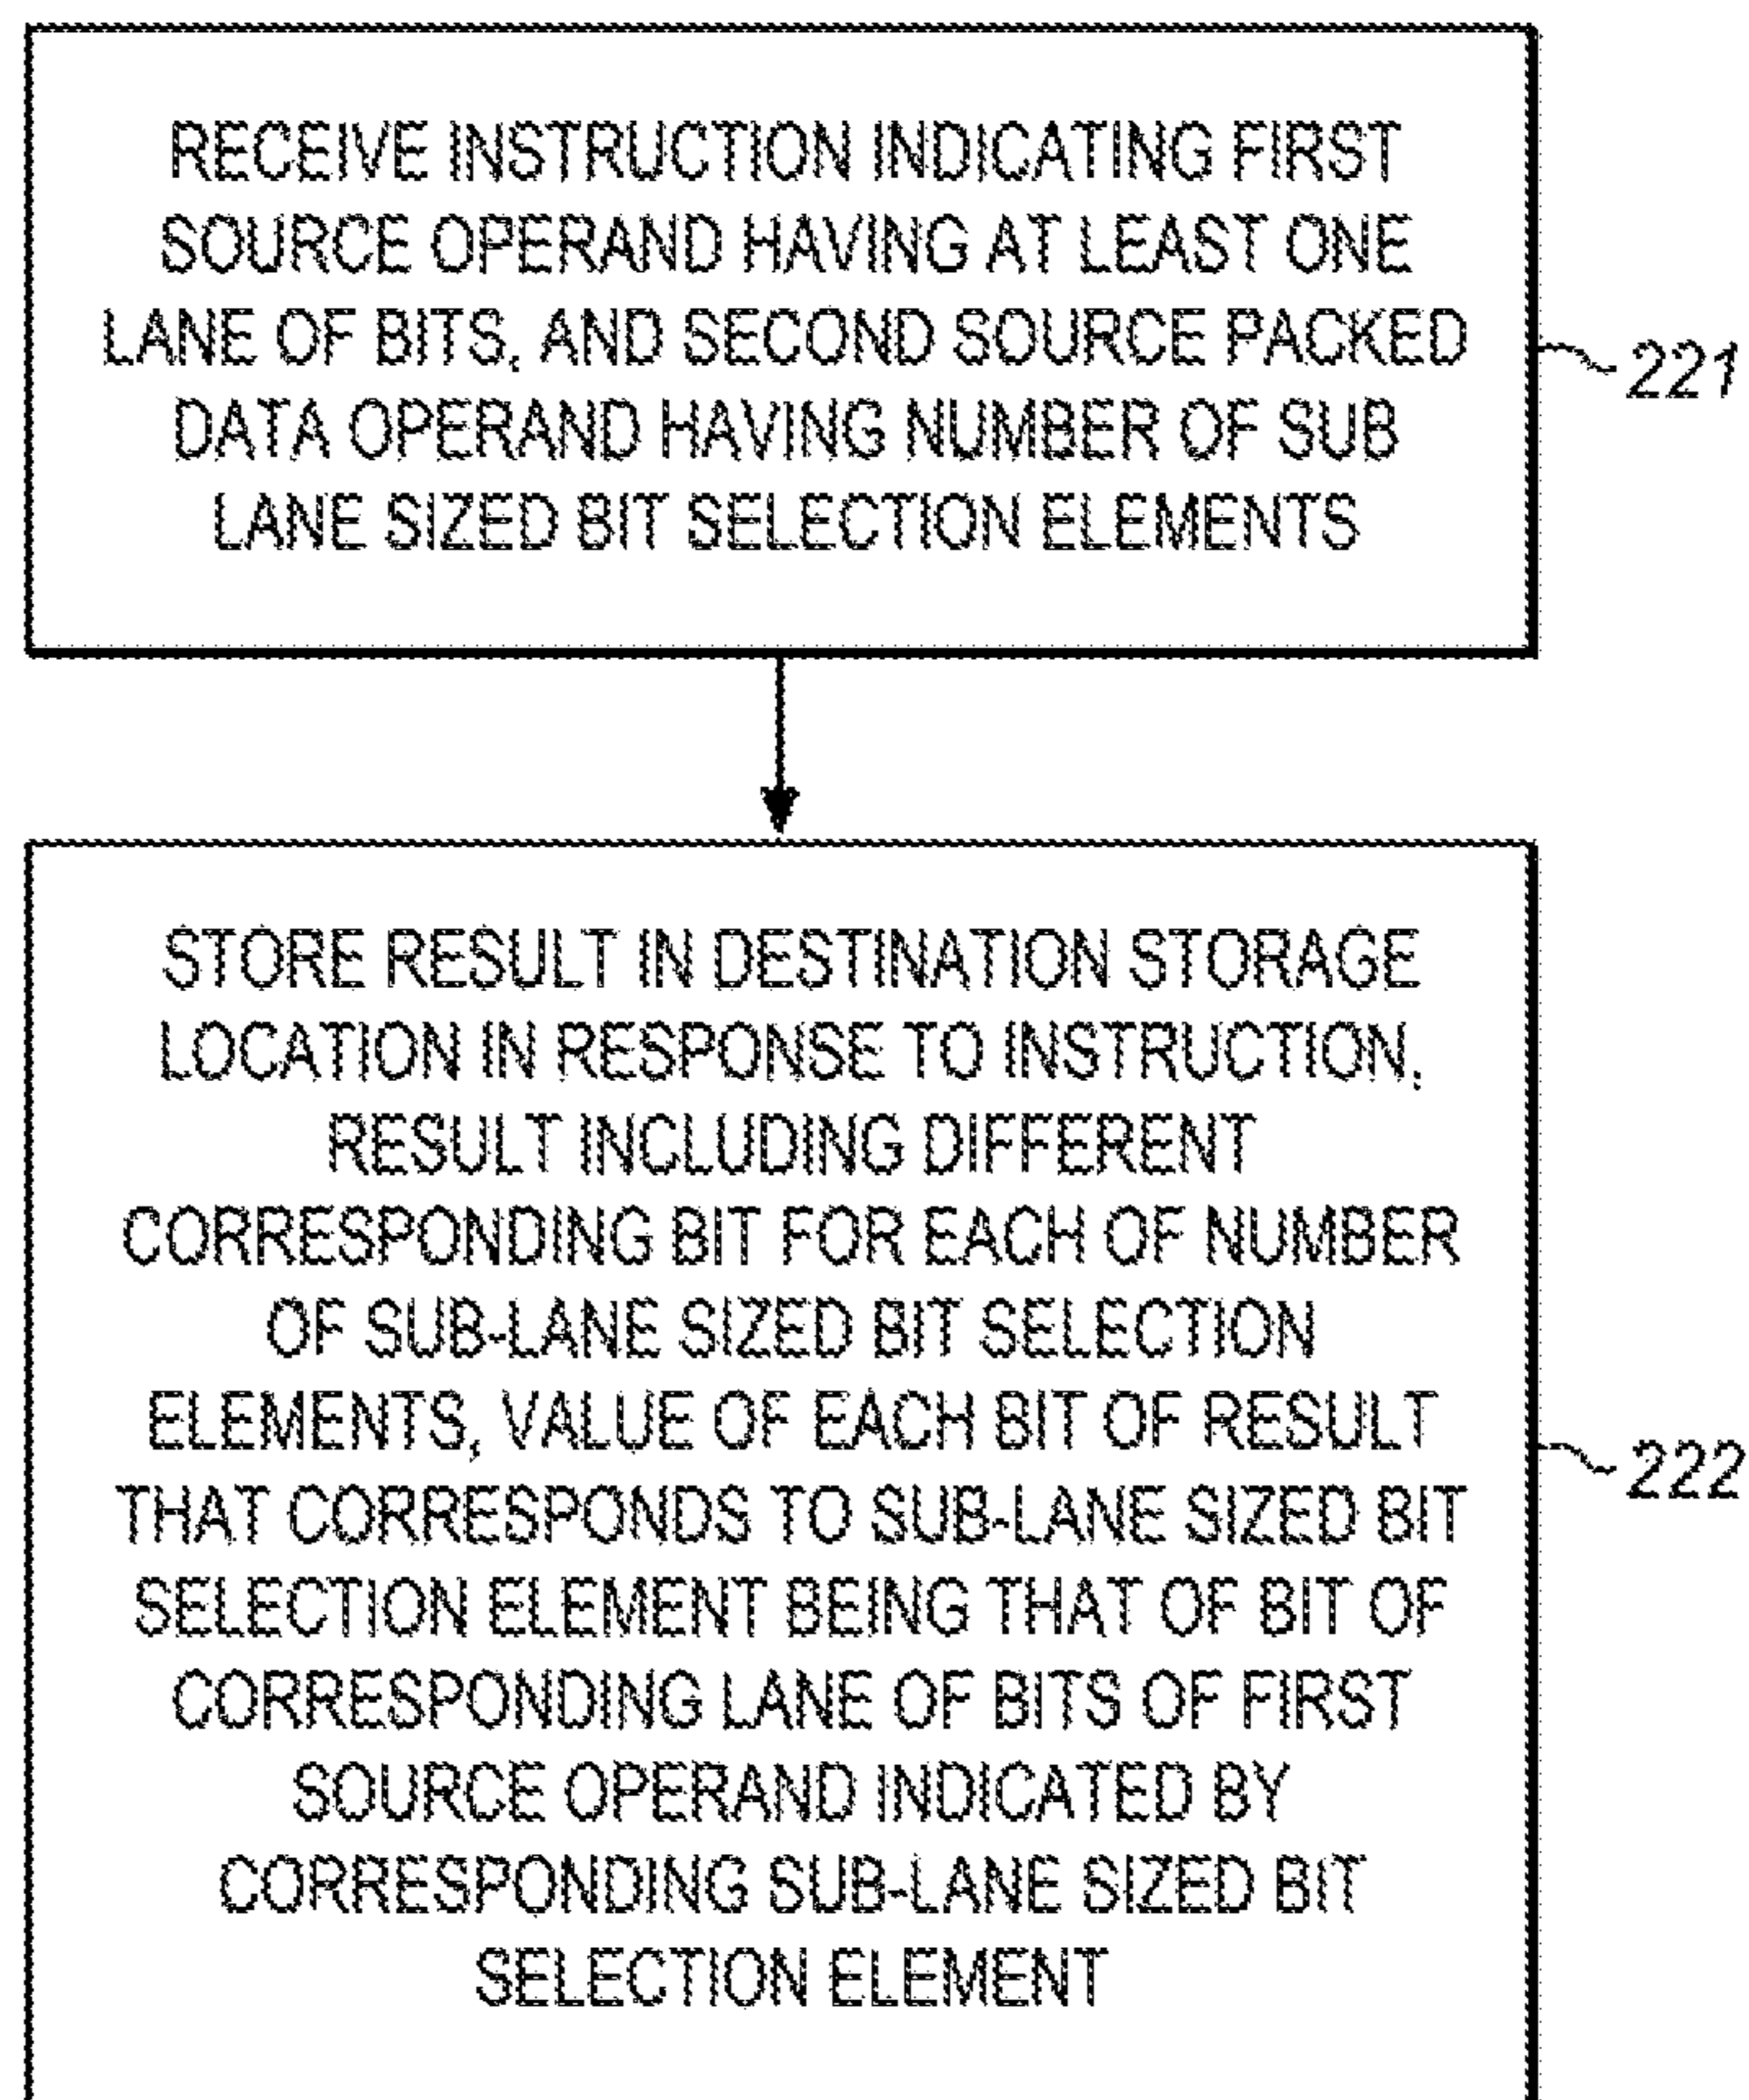 RECEIVE INSTRUCTION INDICATING FIRST
SOURCE OPERAND HAVING AT LEAST ONE
LANE OF BITS, AND SECOND SOURCE PACKED
DATA OPERAND HAVING NUMBER OF SUB
LANE SIZED BIT SELECTION ELEMENTS
221
STORE RESULT IN DESTINATION STORAGE
LOCATION IN RESPONSE TO INSTRUCTION,
RESULT INCLUDING DIFFERENT
CORRESPONDING BIT FOR EACH OF NUMBER
OF SUB-LANE SIZED BIT SELECTION
ELEMENTS, VALUE OF EACH BIT OF RESULT
THAT CORRESPONDS TO SUB-LANE SIZED BIT
SELECTION ELEMENT BEING THAT OF BIT OF
CORRESPONDING LANE OF BITS OF FIRST
SOURCE OPERAND INDICATED BY
CORRESPONDING SUB-LANE SIZED BIT
SELECTION ELEMENT
222